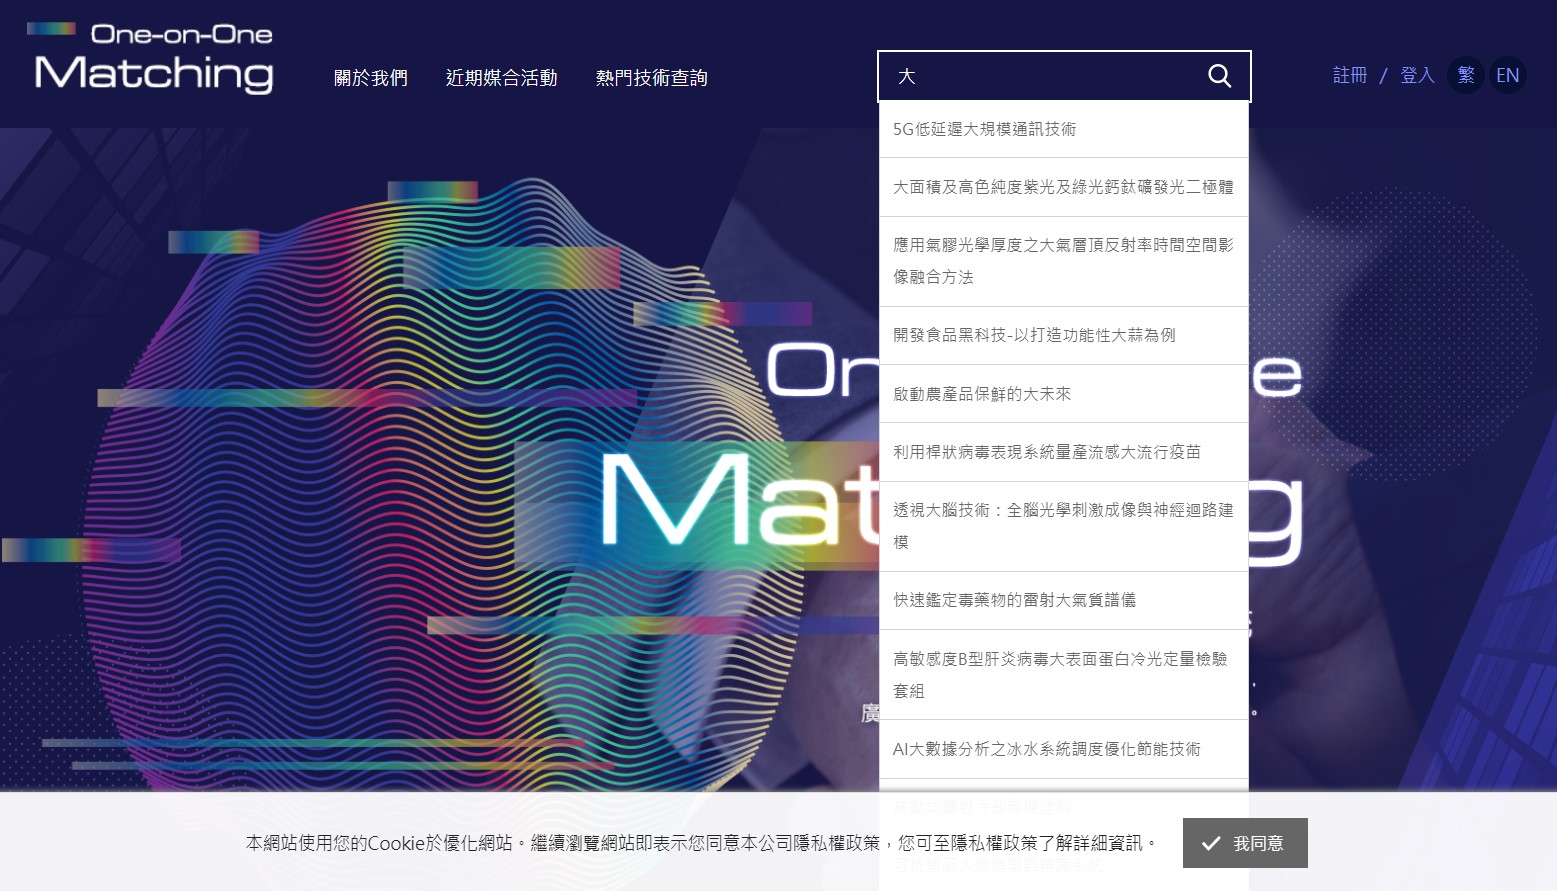 One-on-One
Matching
關於我們
近期媒合活動
熱門技術查詢
大
註冊 / 登入
繁
EN
5G低延遲大規模通訊技術
大面積及高色純度紫光及綠光鈣鈦礦發光二極體
應用氣膠光學厚度之大氣層頂反射率時間空間影
像融合方法
開發食品黑科技-以打造功能性大蒜為例
啟動農產品保鮮的大未來
利用桿狀病毒表現系統量產流感大流行疫苗
透視大腦技術：全腦光學刺激成像與神經迴路建
模
快速鑑定毒藥物的雷射大氣質譜儀
高敏感度B型肝炎病毒大表面蛋白冷光定量檢驗
套組
AI大數據分析之冰水系統調度優化節能技術
On
e
Mat
g
廣
本網站使用您的Cookie於優化網站。繼續瀏覽網站即表示您同意本公司隱私權政策，您可至隱私權政策了解詳細資訊。
我同意